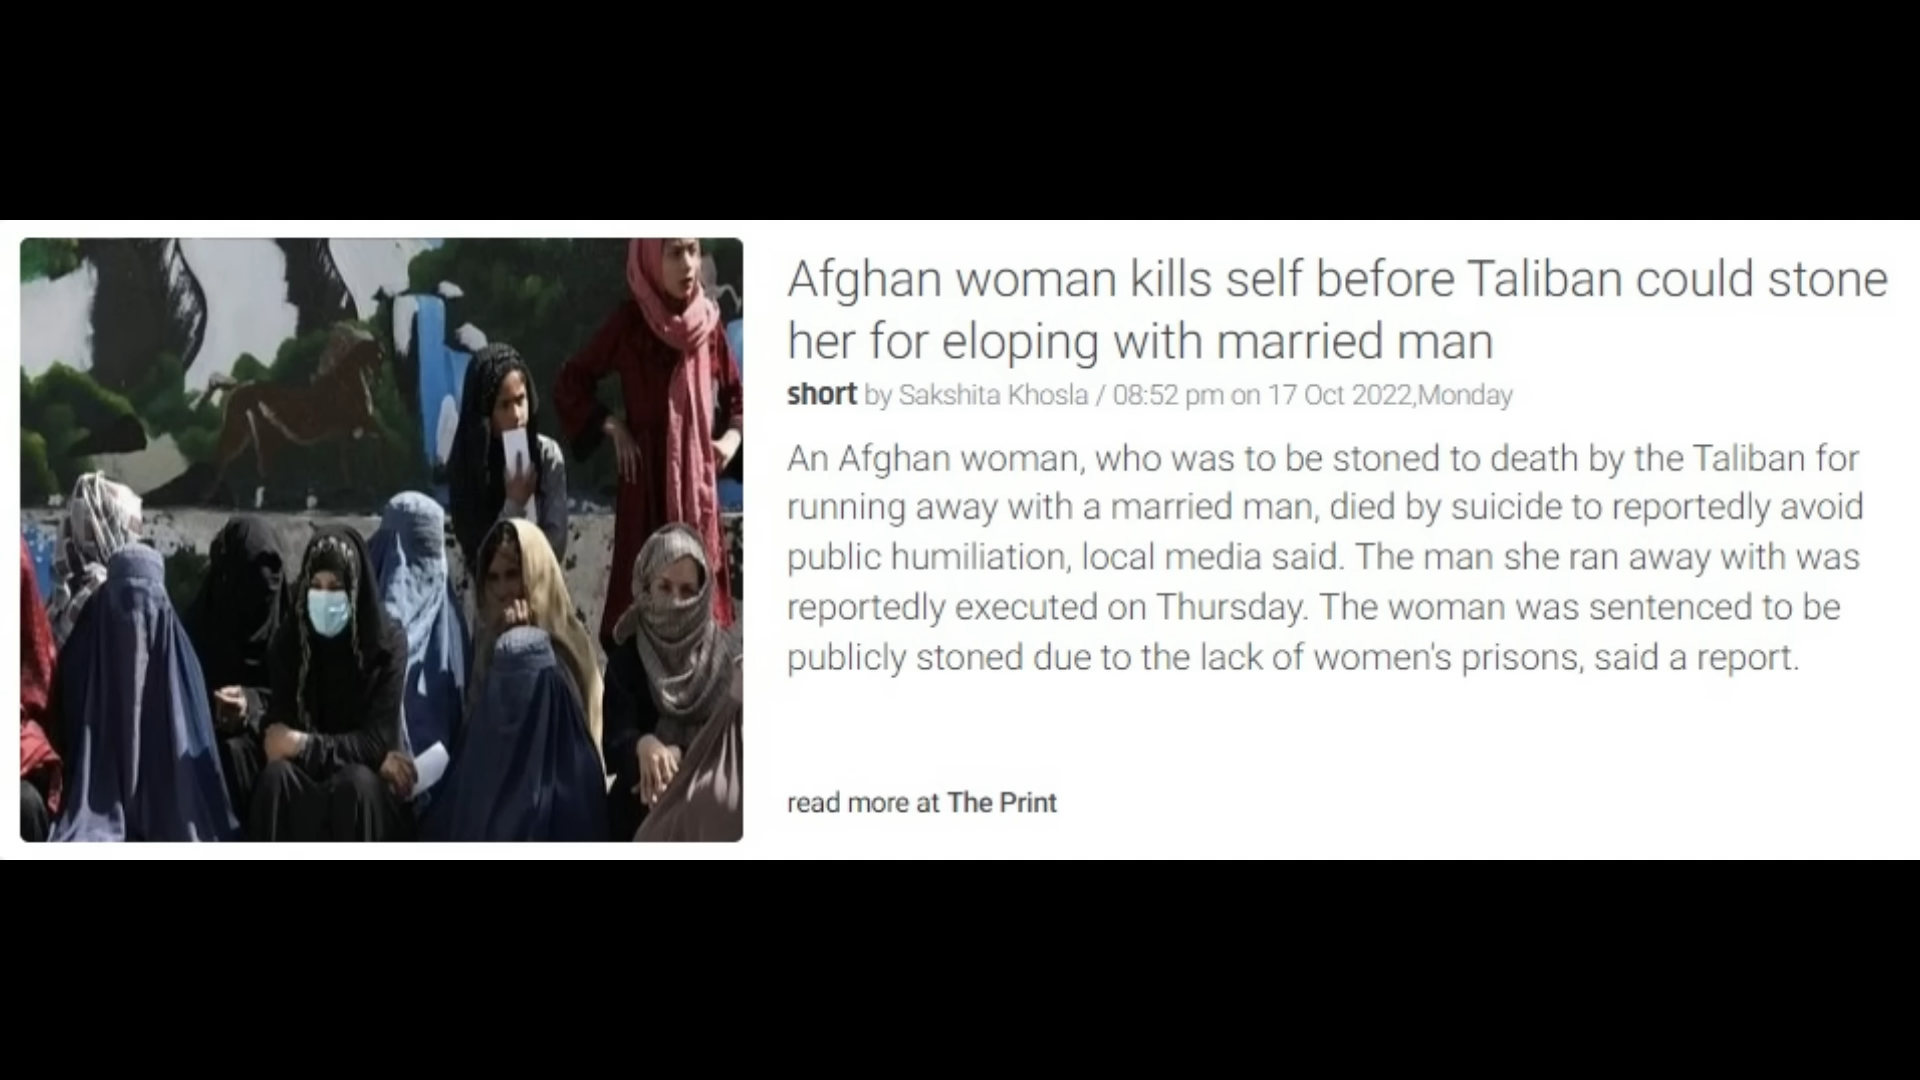 Afghan woman kills self before Taliban could stone
her for eloping with married man
short by Sakshita Khosla / 08:52 pm on 17 Oct 2022,Monday
An Afghan woman, who was to be stoned to death by the Taliban for
running away with a married man, died by suicide to reportedly avoid
public humiliation, local media said. The man she ran away with was
reportedly executed on Thursday. The woman was sentenced to be
publicly stoned due to the lack of women's prisons, said a report.
read more at The Print